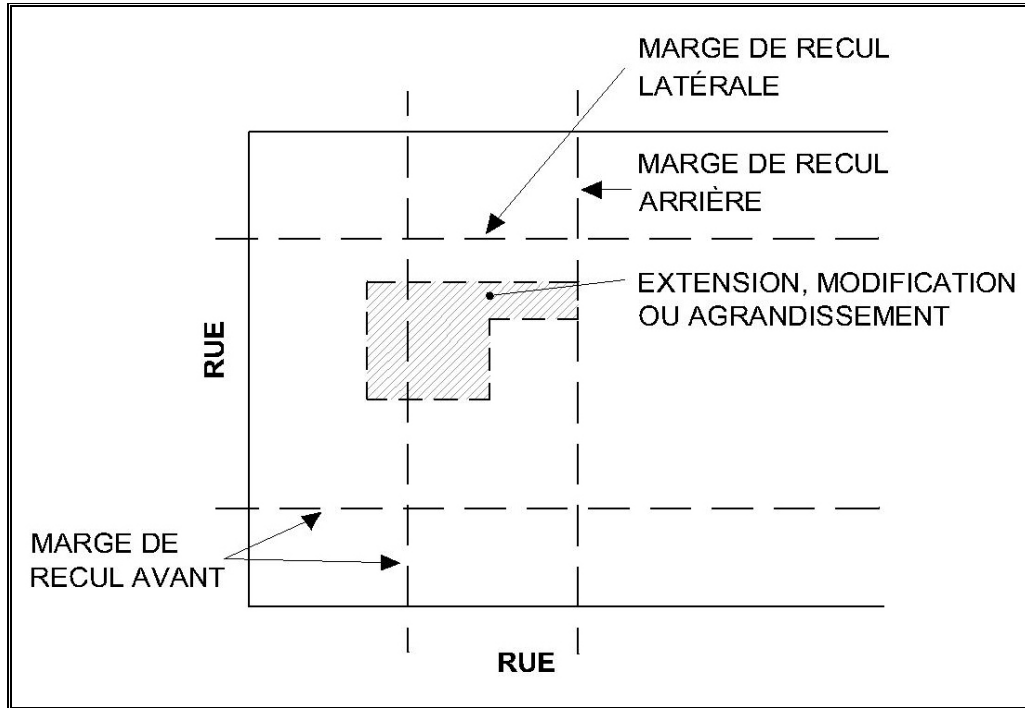 MARGE DE RECUL
LATÉRALE
MARGE DE RECUL
ARRIÈRE
EXTENSION, MODIFICATION
OU AGRANDISSEMENT
RUE
MARGE DE
RECUL AVANT
RUE